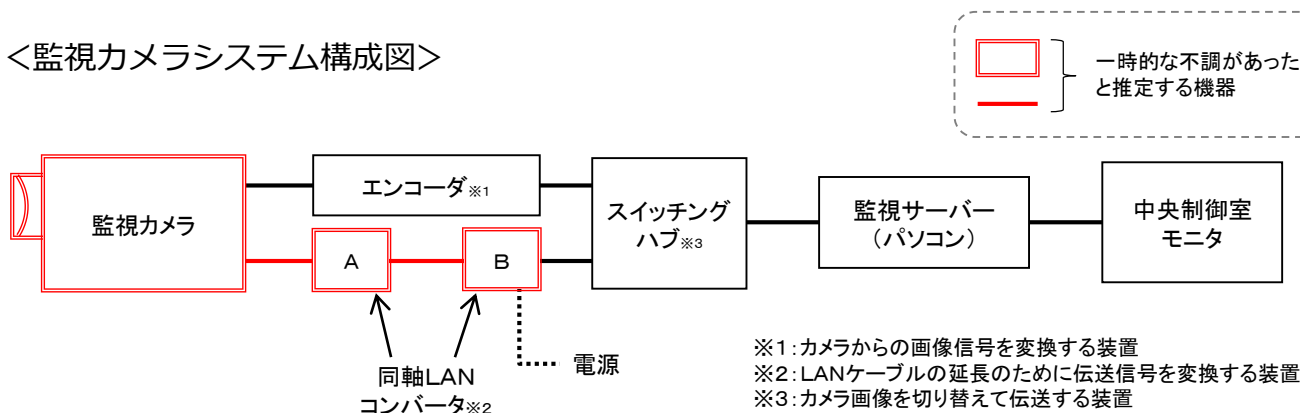 ＜監視カメラシステム構成図＞
一時的な不調があった
と推定する機器
監視カメラ
エンコーダ※1
A
B
スイッチング
ハブ※3
監視サーバー
（パソコン）
中央制御室
モニタ
電源
同軸LAN
コンバータ※2
※1：カメラからの画像信号を変換する装置
※2：LANケーブルの延長のために伝送信号を変換する装置
※3：カメラ画像を切り替えて伝送する装置